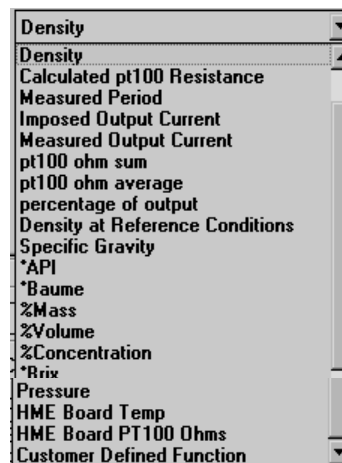 Density
Density
Calculated pt100 Resistance
Measured Period
Imposed Output Current
Measured Output Current
pt100 ohm sum
pt100 ohm average
percentage of output
Density at Reference Conditions
Specific Gravity
*API
*Baume
%Mass
%Volume
%Concentration
*Brix
Pressure
HME Board Temp
HME Board PT100 Ohms
Customer Defined Function